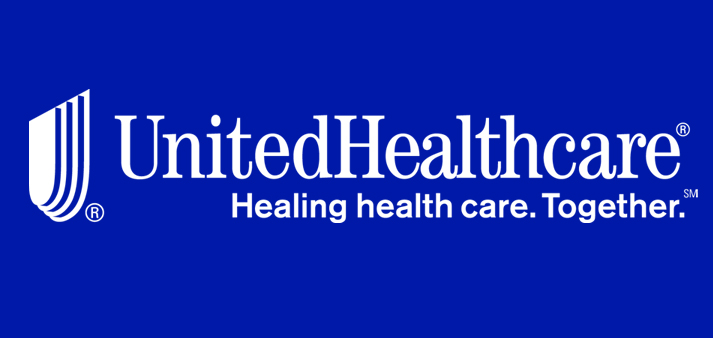 UnitedHealthcare®
Healing health care. Together.℠
®